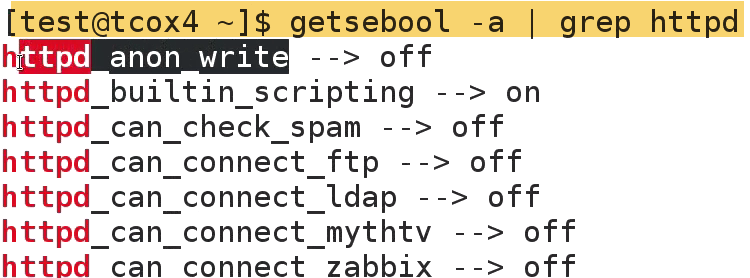 [test@tcox4 ~]$ getsebool -a | grep httpd
httpd_anon_write --> off
httpd_builtin_scripting --> on
httpd_can_check_spam --> off
httpd_can_connect_ftp --> off
httpd_can_connect_ldap --> off
httpd_can_connect_mythtv --> off
httpd_can_connect_zabbix --> off